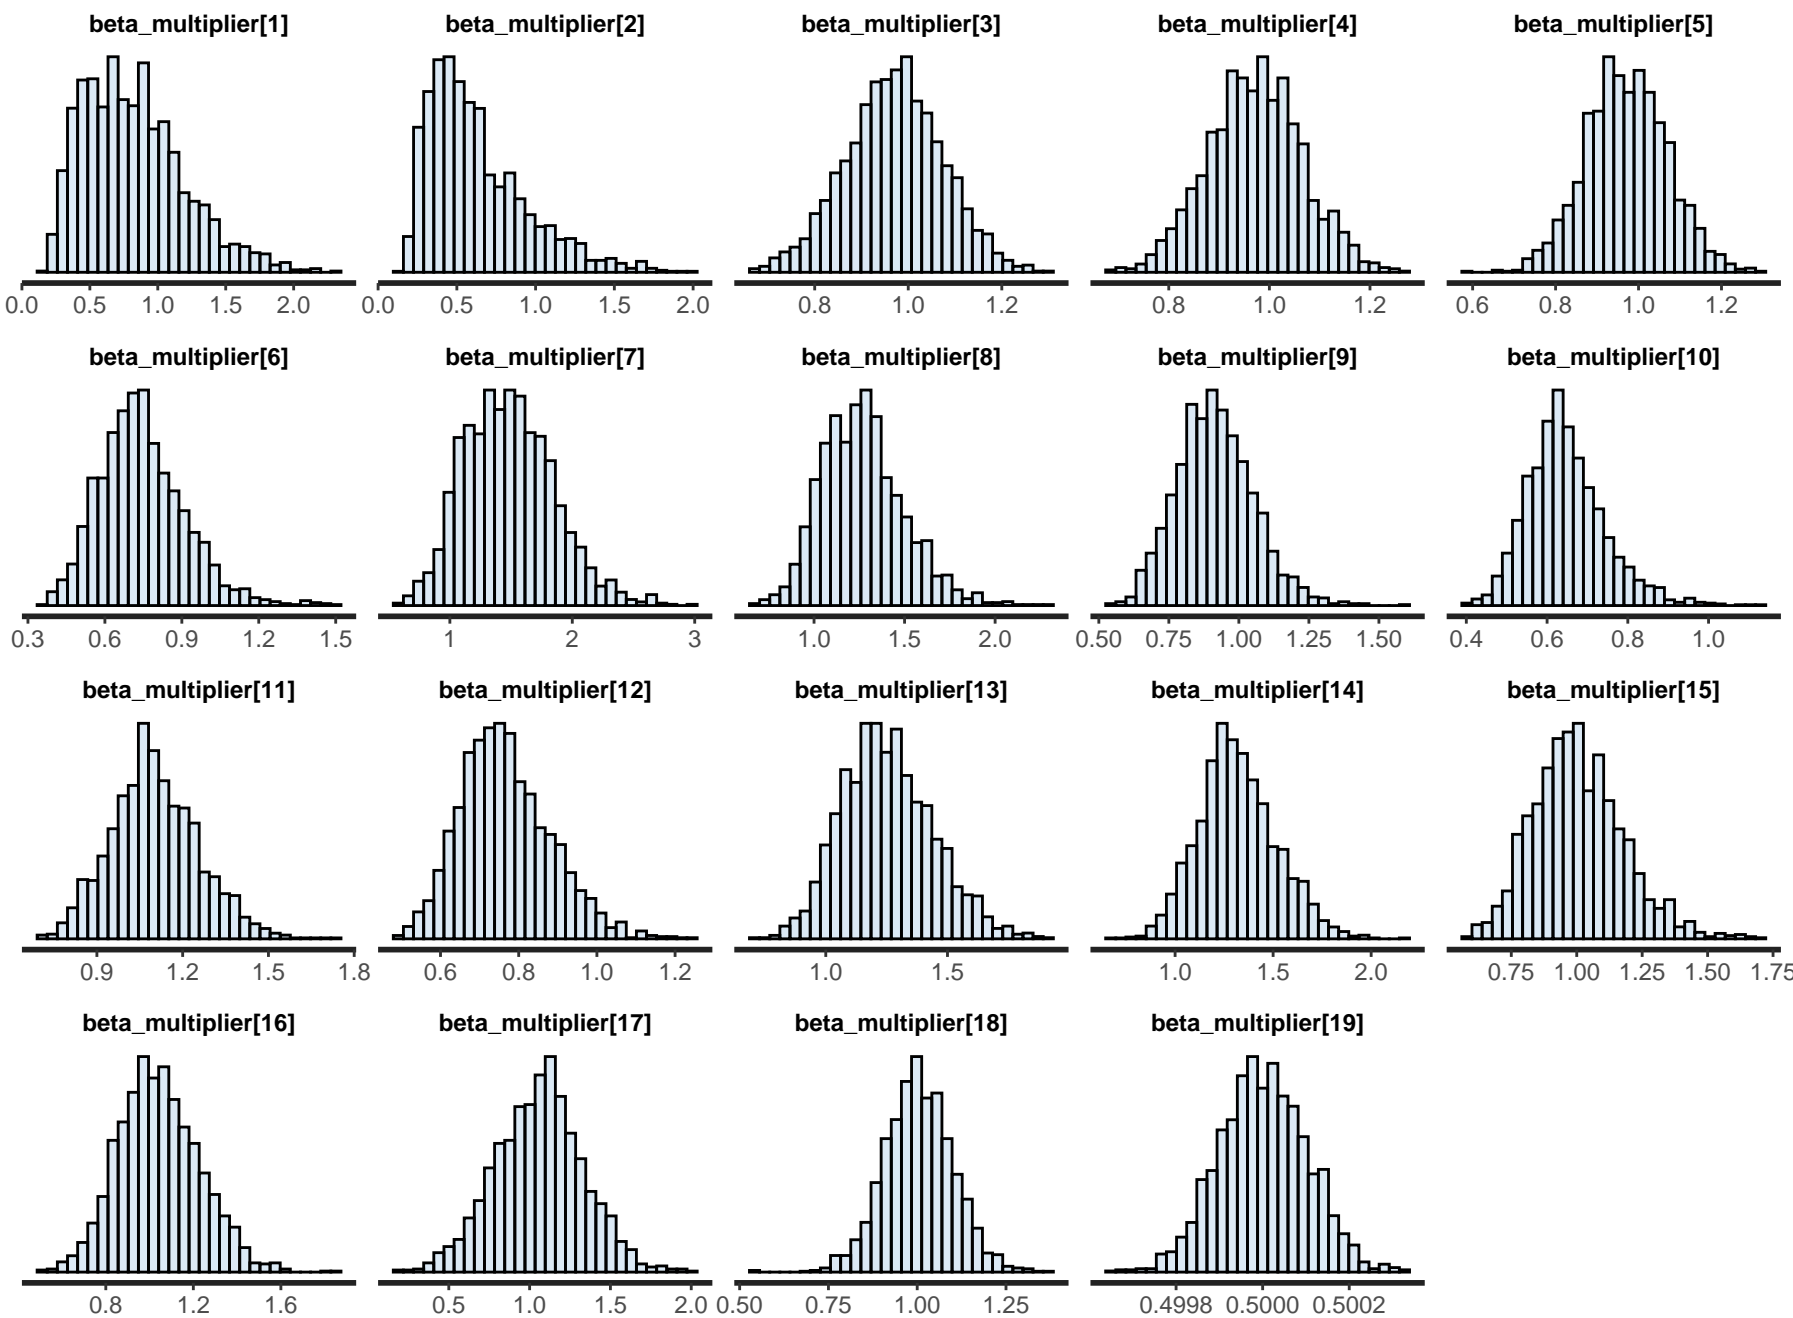 beta_multiplier[1] beta_multiplier[2] beta_multiplier[3] beta_multiplier[4] beta_multiplier[5]
0.0 0.5 1.0 1.5 2.0 0.0 0.5 1.0 1.5 2.0 0.8 1.0 1.2 0.8 1.0 1.2 0.6 0.8 1.0 1.2
beta_multiplier[6] beta_multiplier[7] beta_multiplier[8] beta_multiplier[9] beta_multiplier[10]
0.3 0.6 0.9 1.2 1.5 1 2 3 1.0 1.5 2.0 0.50 0.75 1.00 1.25 1.50 0.4 0.6 0.8 1.0
beta_multiplier[11] beta_multiplier[12] beta_multiplier[13] beta_multiplier[14] beta_multiplier[15]
0.9 1.2 1.5 1.8 0.6 0.8 1.0 1.2 1.0 1.5 1.0 1.5 2.0 0.75 1.00 1.25 1.50 1.75
beta_multiplier[16] beta_multiplier[17] beta_multiplier[18] beta_multiplier[19]
0.8 1.2 1.6 0.5 1.0 1.5 2.0 0.50 0.75 1.00 1.25 0.4998 0.5000 0.5002